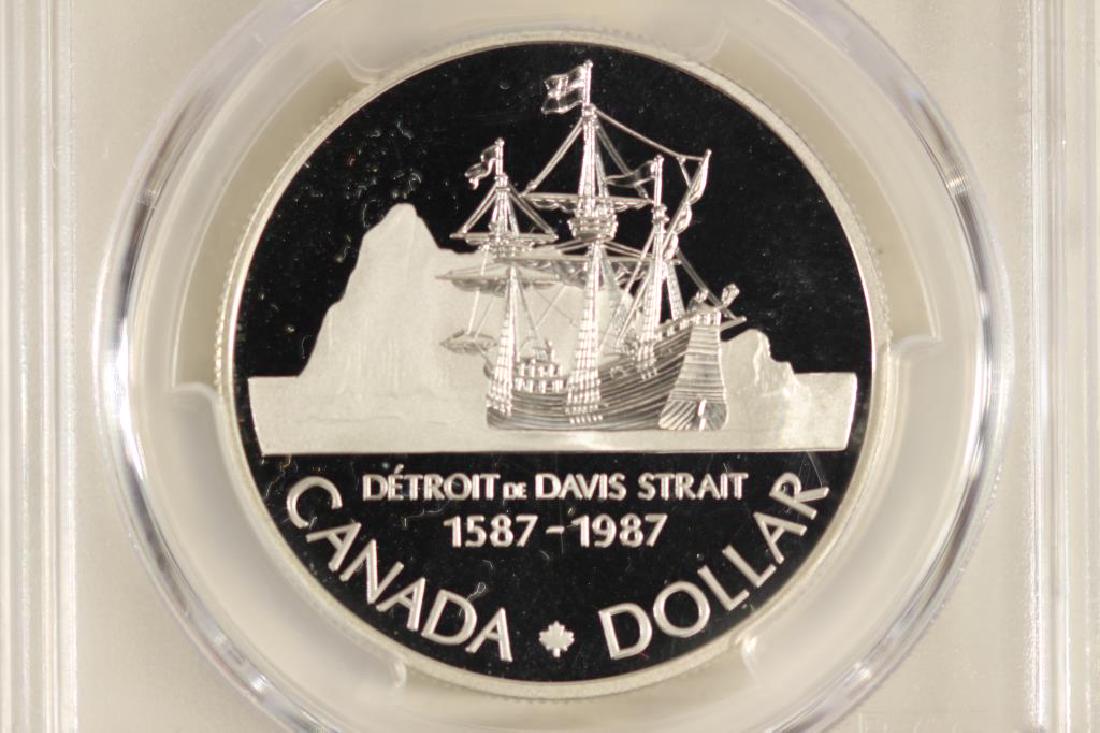 DÉTROIT DE DAVIS STRAIT
1587-1987
CANADA DOLLAR